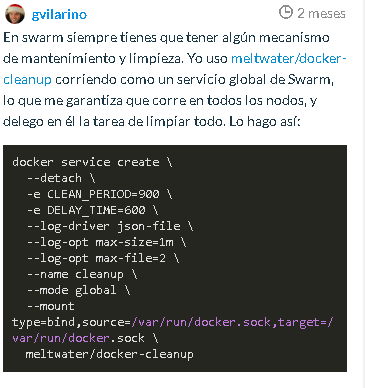 gvilarino
2 meses
En swarm siempre tienes que tener algún mecanismo
de mantenimiento y limpieza. Yo uso meltwater/docker-
cleanup corriendo como un servicio global de Swarm,
lo que me garantiza que corre en todos los nodos, y
delego en él la tarea de limpiar todo. Lo hago así:
docker service create \
--detach \
-e CLEAN_PERIOD=900 \
-e DELAY_TIME=600 \
--log-driver json-file \
--log-opt max-size=1m \
--log-opt max-file=2 \
--name cleanup \
--mode global \
--mount
type=bind,source=/var/run/docker.sock,target=/
var/run/docker.sock \
meltwater/docker-cleanup